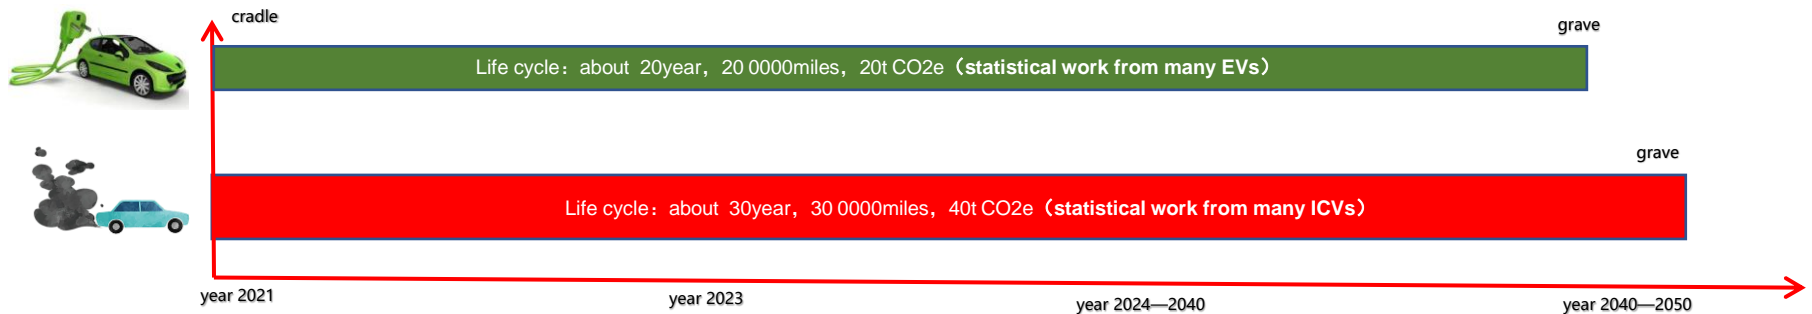 cradle
grave
Life cycle：about 20year，20 0000miles，20t CO2e（statistical work from many EVs）
grave
Life cycle：about 30year，30 0000miles，40t CO2e（statistical work from many ICVs）
year 2021
year 2023
year 2024—2040
year 2040—2050